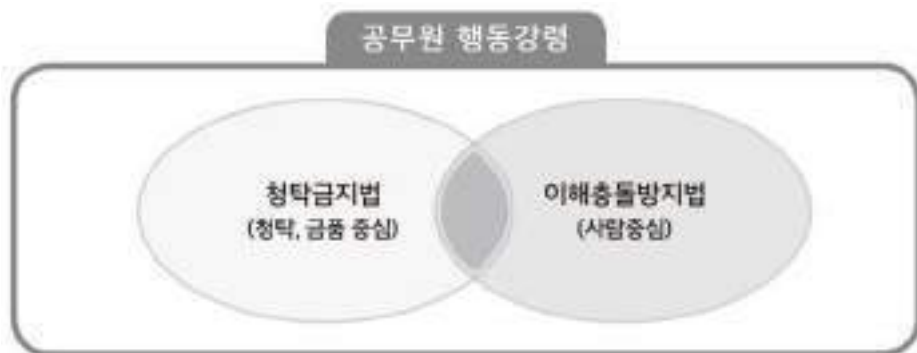 공무원 행동강령
청탁금지법
(청탁, 금품 중심)
이해충돌방지법
(사람중심)